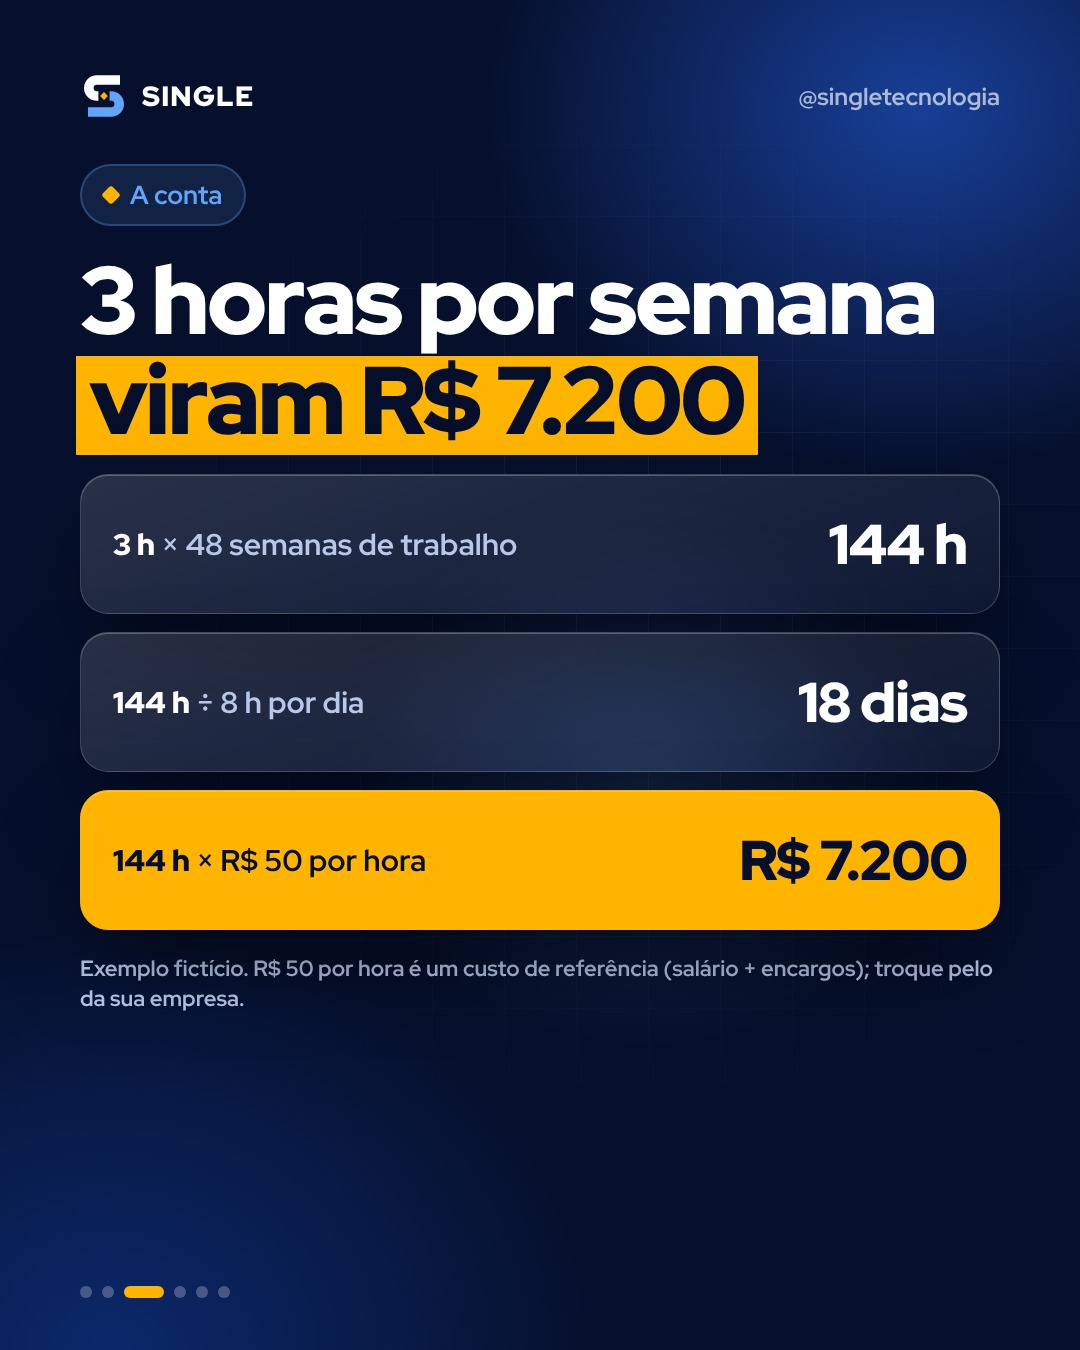 SINGLE
@singletecnologia
A conta
3 horas por semana
viram R$ 7.200
3 h × 48 semanas de trabalho
144 h
144 h ÷ 8 h por dia
18 dias
144 h × R$ 50 por hora
R$ 7.200
Exemplo fictício. R$ 50 por hora é um custo de referência (salário + encargos); troque pelo
da sua empresa.